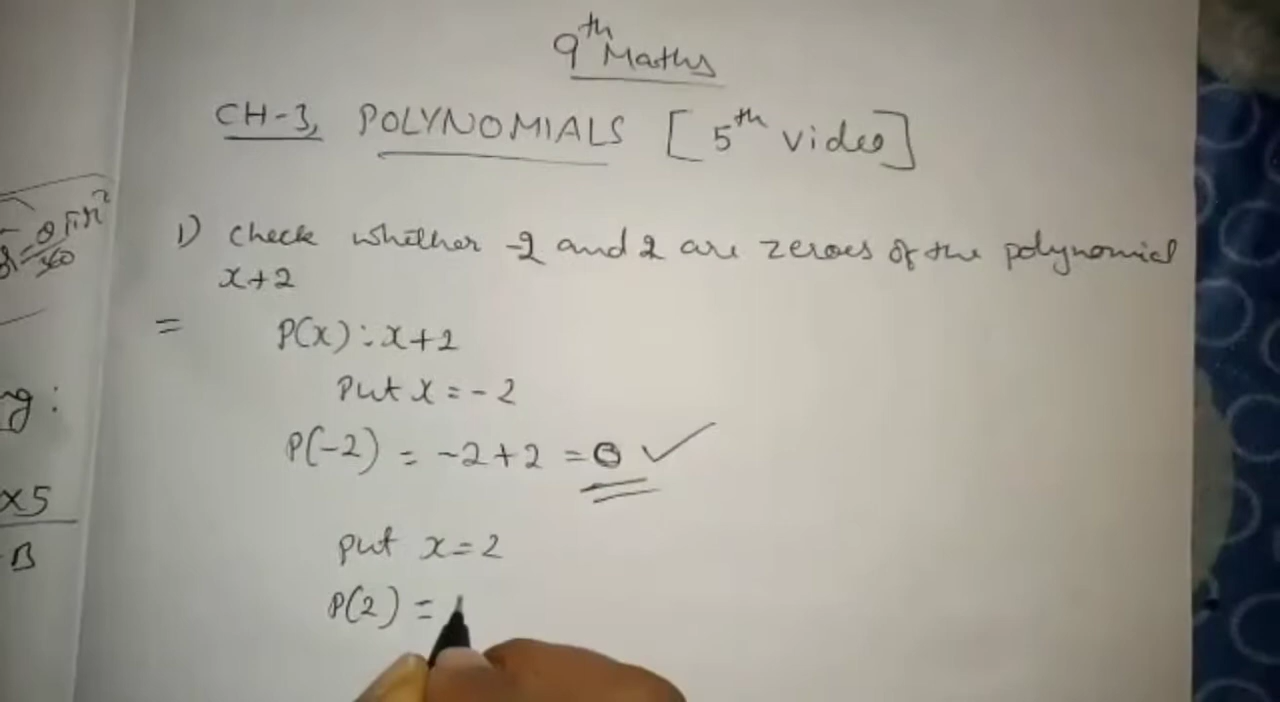 9th Maths
CH-3, POLYNOMIALS [5th video]
1) check whether -2 and 2 are zeroes of the polynomial
x+2
=
P(x):x+2
Put x = -2
P(-2) = -2+2 = 0 ✓
put x=2
P(2) =
g:
x5
B